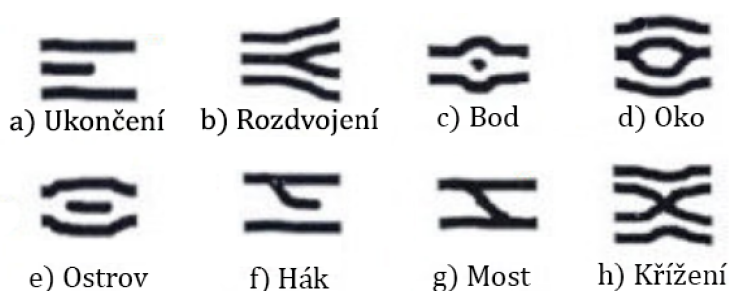 a) Ukončení b) Rozdvojení c) Bod d) Oko
e) Ostrov f) Hák g) Most h) Křížení